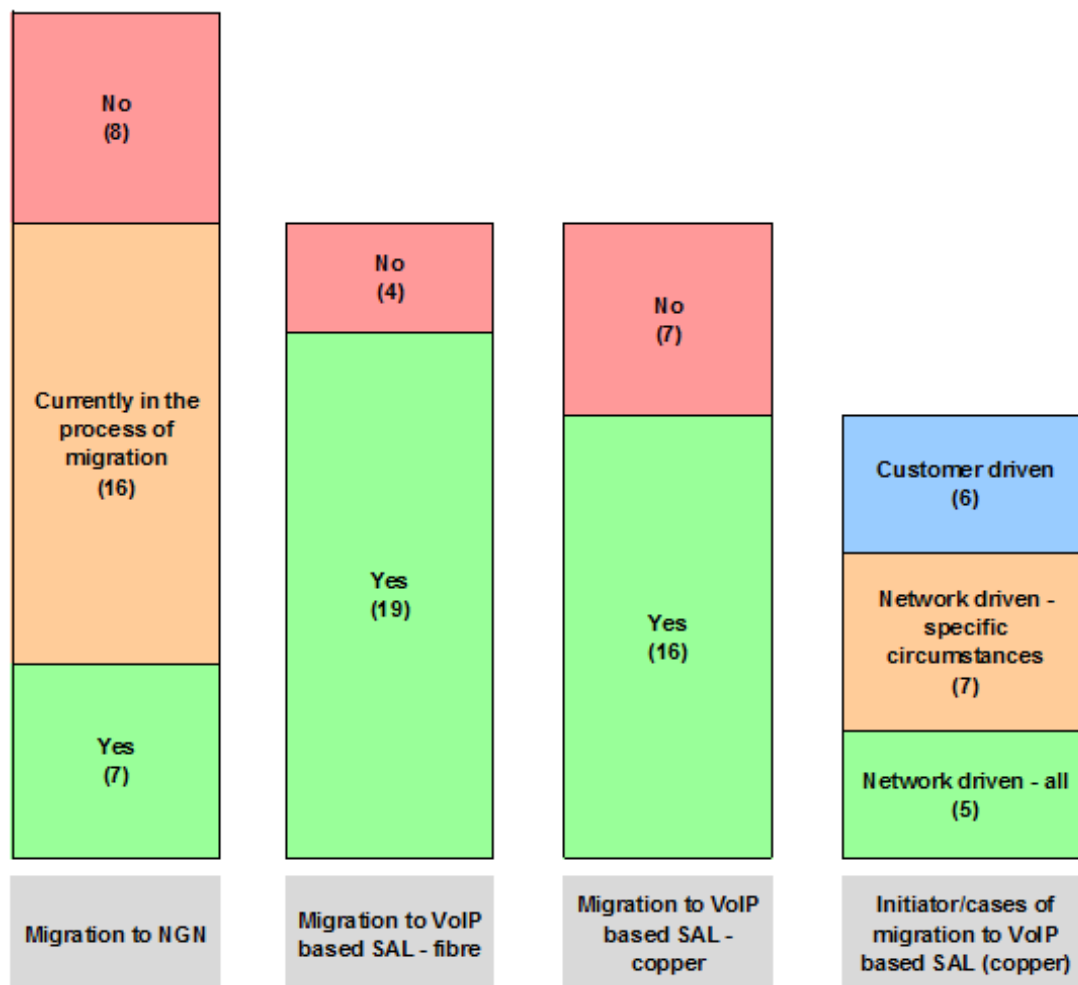 No
(8)
Currently in the
process of
migration
(16)
Yes
(7)
Migration to NGN
No
(4)
Yes
(19)
Migration to VoIP
based SAL - fibre
No
(7)
Yes
(16)
Migration to VoIP
based SAL -
copper
Customer driven
(6)
Network driven -
specific
circumstances
(7)
Network driven - all
(5)
Initiator/cases of
migration to VoIP
based SAL (copper)